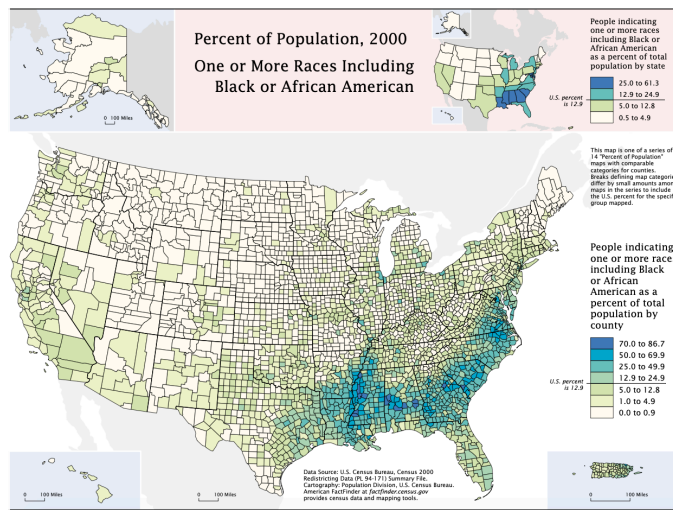 Percent of Population, 2000
One or More Races Including
Black or African American
0 100 Miles
People indicating
one or more races
including Black or
African American
as a percent of total
population by state
25.0 to 61.3
12.9 to 24.9
5.0 to 12.8
0.5 to 4.9
U.S. percent
is 12.9
This map is one of a series of
14 "Percent of Population"
maps with comparable
categories for counties.
Breaks defining map categorie
differ by small amounts amon
maps in the series to include
the U.S. percent for the specif
group mapped.
People indicating
one or more race
including Black
or African
American as a
percent of total
population by
county
70.0 to 86.7
50.0 to 69.9
25.0 to 49.9
12.9 to 24.9
5.0 to 12.8
1.0 to 4.9
0.0 to 0.9
U.S. percent
is 12.9
Data Source: U.S. Census Bureau, Census 2000
Redistricting Data (PL 94-171) Summary File.
Cartography: Population Division, U.S. Census Bureau.
American FactFinder at factfinder.census.gov
provides census data and mapping tools.
0 100 Miles
0 100 Miles
0 100 Miles